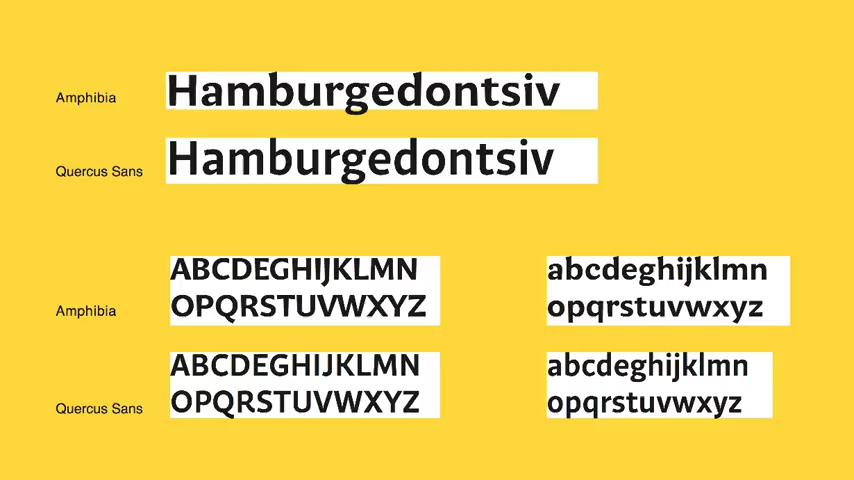 Amphibia Hamburgedontsiv
Quercus Sans Hamburgedontsiv
Amphibia
ABCDEGHIJKLMN
OPQRSTUVWXYZ
abcdeghijklmn
opqrstuvwxyz
Quercus Sans
ABCDEGHIJKLMN
OPQRSTUVWXYZ
abcdeghijklmn
opqrstuvwxyz